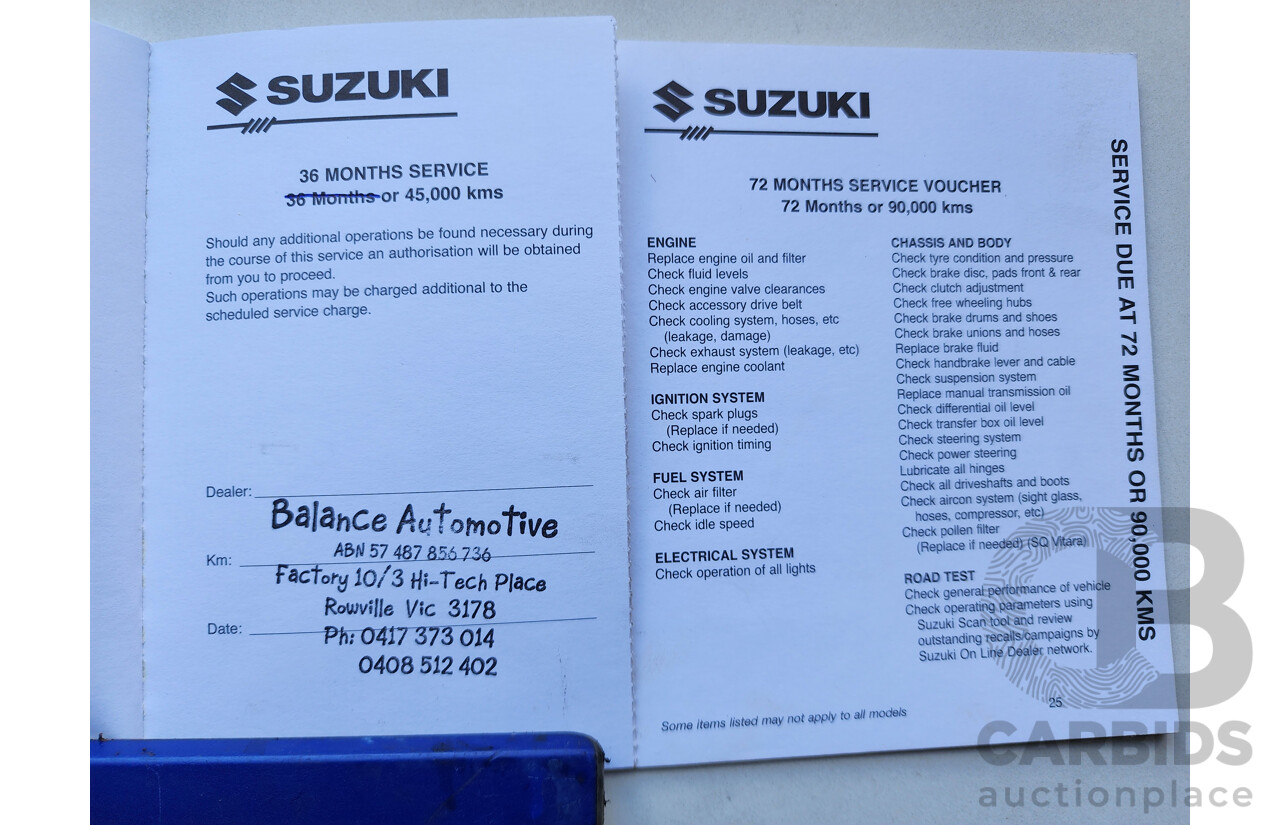 SUZUKI
36 MONTHS SERVICE
36 Months or 45,000 kms
Should any additional operations be found necessary during
the course of this service an authorisation will be obtained
from you to proceed.
Such operations may be charged additional to the
scheduled service charge.
Dealer:
Balance Automotive
ABN 57 487 856 736
Km:
Factory 10/3 Hi-Tech Place
Rowville Vic 3178
Date:
Ph: 0417 373 014
0408 512 402
SUZUKI
72 MONTHS SERVICE VOUCHER
72 Months or 90,000 kms
ENGINE
Replace engine oil and filter
Check fluid levels
Check engine valve clearances
Check accessory drive belt
Check cooling system, hoses, etc
(leakage, damage)
Check exhaust system (leakage, etc)
Replace engine coolant
IGNITION SYSTEM
Check spark plugs
(Replace if needed)
Check ignition timing
FUEL SYSTEM
Check air filter
(Replace if needed)
Check idle speed
ELECTRICAL SYSTEM
Check operation of all lights
CHASSIS AND BODY
Check tyre condition and pressure
Check brake disc, pads front & rear
Check clutch adjustment
Check free wheeling hubs
Check brake drums and shoes
Check brake unions and hoses
Replace brake fluid
Check handbrake lever and cable
Check suspension system
Replace manual transmission oil
Check differential oil level
Check transfer box oil level
Check steering system
Check power steering
Lubricate all hinges
Check all driveshafts and boots
Check aircon system (sight glass,
hoses, compressor, etc)
Check pollen filter
(Replace if needed) (SQ Vitara)
ROAD TEST
Check general performance of vehicle
Check operating parameters using
Suzuki Scan tool and review
outstanding recalls/campaigns by
Suzuki On Line Dealer network.
Some items listed may not apply to all models
25
SERVICE DUE AT 72 MONTHS OR 90,000 KMS
CARBIDS
auctionplace